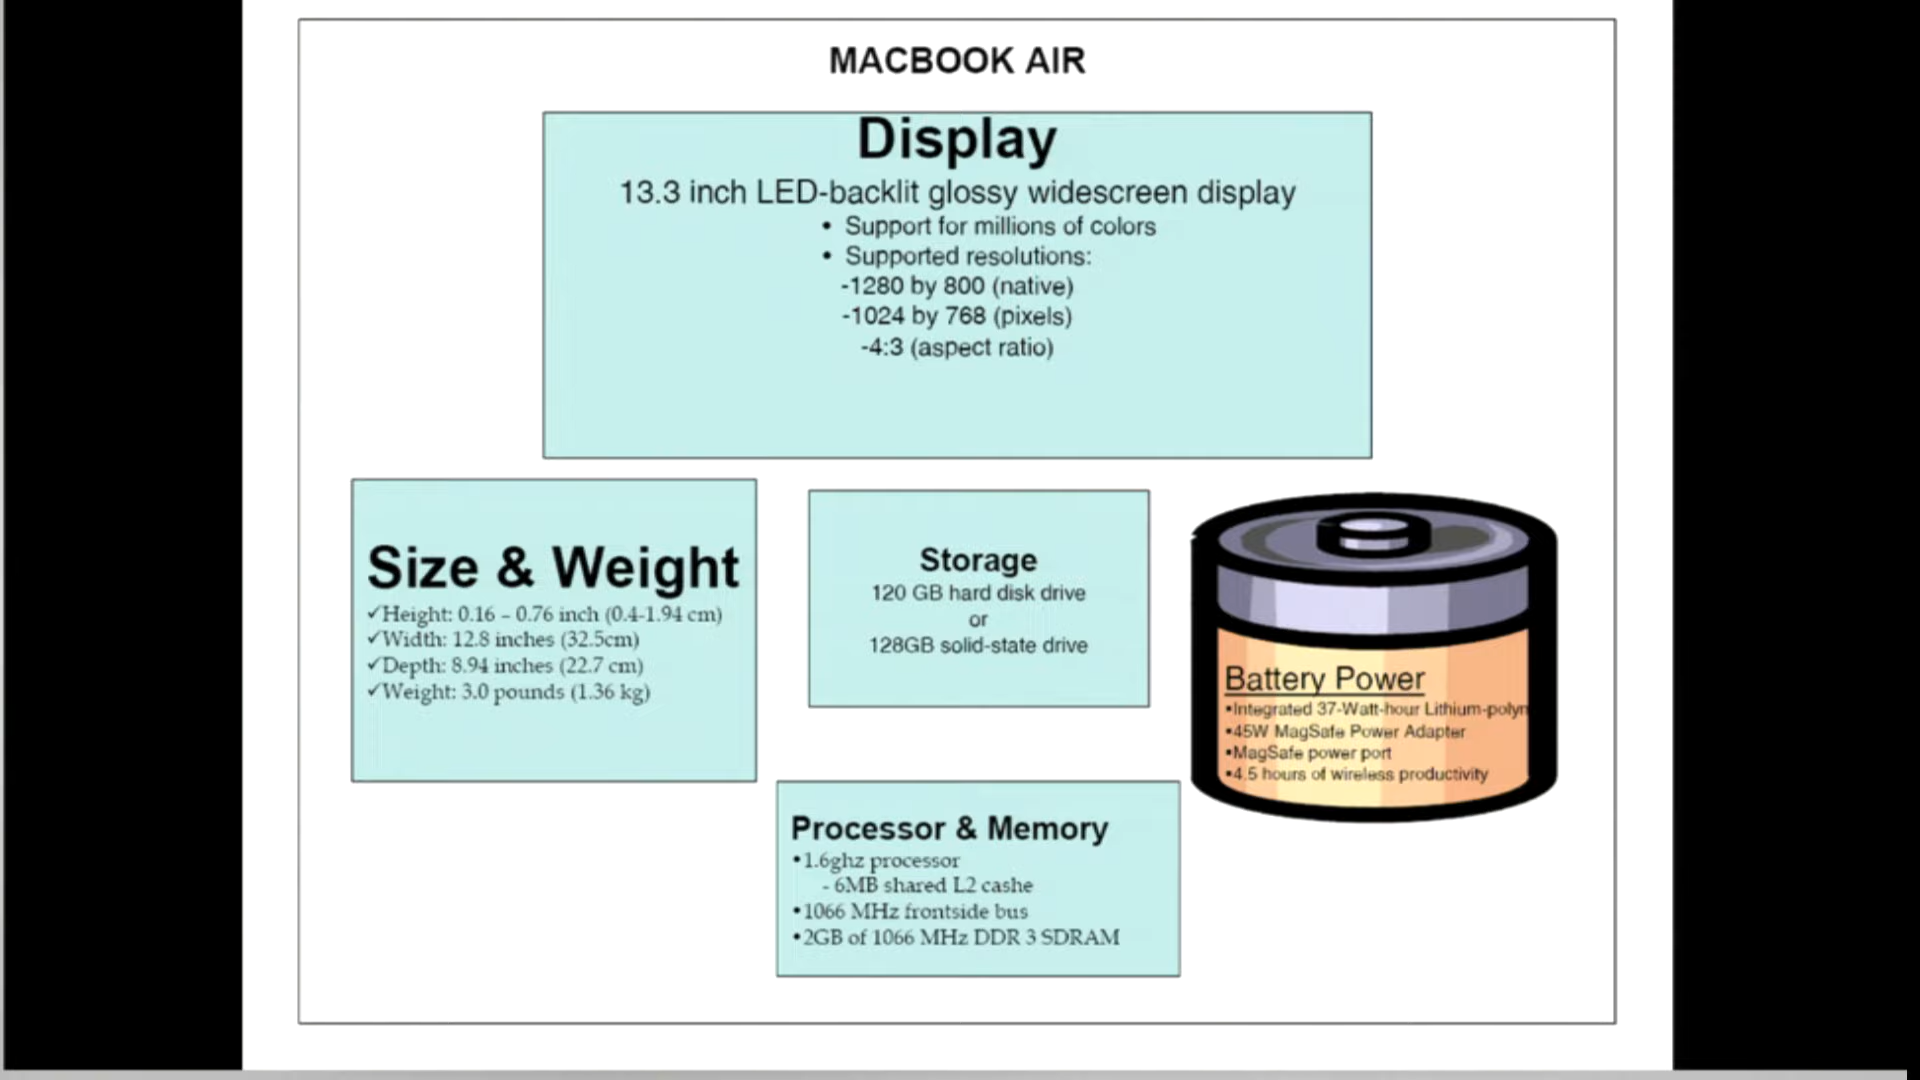 MACBOOK AIR
Display
13.3 inch LED-backlit glossy widescreen display
• Support for millions of colors
• Supported resolutions:
-1280 by 800 (native)
-1024 by 768 (pixels)
-4:3 (aspect ratio)
Size & Weight
✓Height: 0.16 – 0.76 inch (0.4-1.94 cm)
✓Width: 12.8 inches (32.5cm)
✓Depth: 8.94 inches (22.7 cm)
✓Weight: 3.0 pounds (1.36 kg)
Storage
120 GB hard disk drive
or
128GB solid-state drive
Battery Power
▪Integrated 37-Watt-hour Lithium-polyn
▪45W MagSafe Power Adapter
▪MagSafe power port
▪4.5 hours of wireless productivity
Processor & Memory
•1.6ghz processor
- 6MB shared L2 cashe
•1066 MHz frontside bus
•2GB of 1066 MHz DDR 3 SDRAM